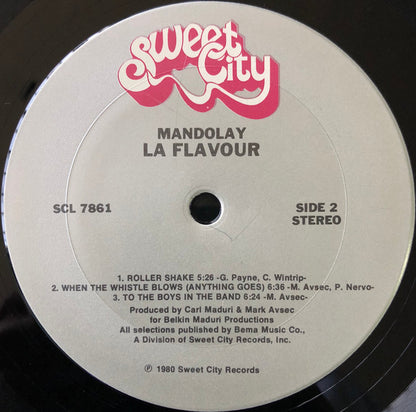 Sweet
City
MANDOLAY
LA FLAVOUR
SCL 7861
SIDE 2
STEREO
1. ROLLER SHAKE 5:26 -G. Payne, C. Wintrip-
2. WHEN THE WHISTLE BLOWS (ANYTHING GOES) 6:36 -M. Avsec, P. Nervo-
3. TO THE BOYS IN THE BAND 6:24 -M. Avsec-
Produced by Carl Maduri & Mark Avsec
for Belkin Maduri Productions
All selections published by Bema Music Co.,
A Division of Sweet City Records, Inc.
℗ 1980 Sweet City Records